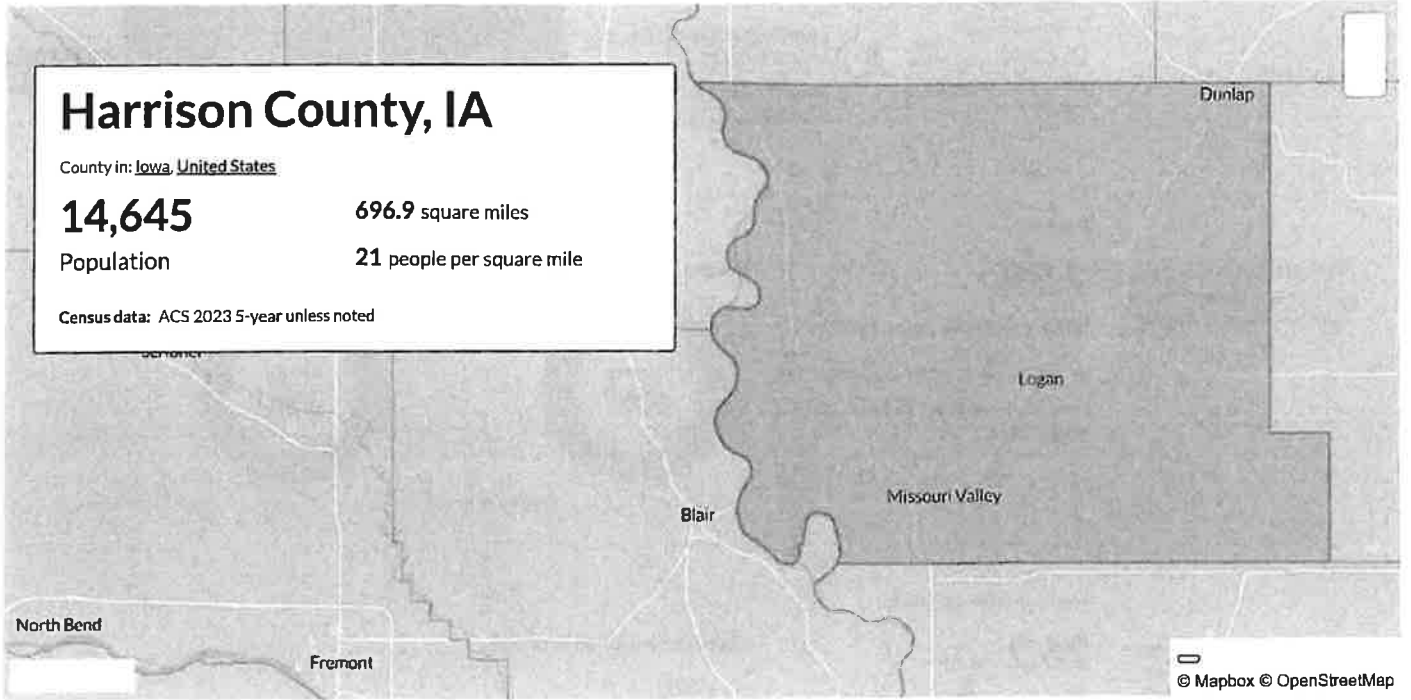 Harrison County, IA
County in: Iowa, United States
14,645
Population
696.9 square miles
21 people per square mile
Census data: ACS 2023 5-year unless noted
Dunlap
Logan
Missouri Valley
Blair
North Bend
Fremont
© Mapbox © OpenStreetMap